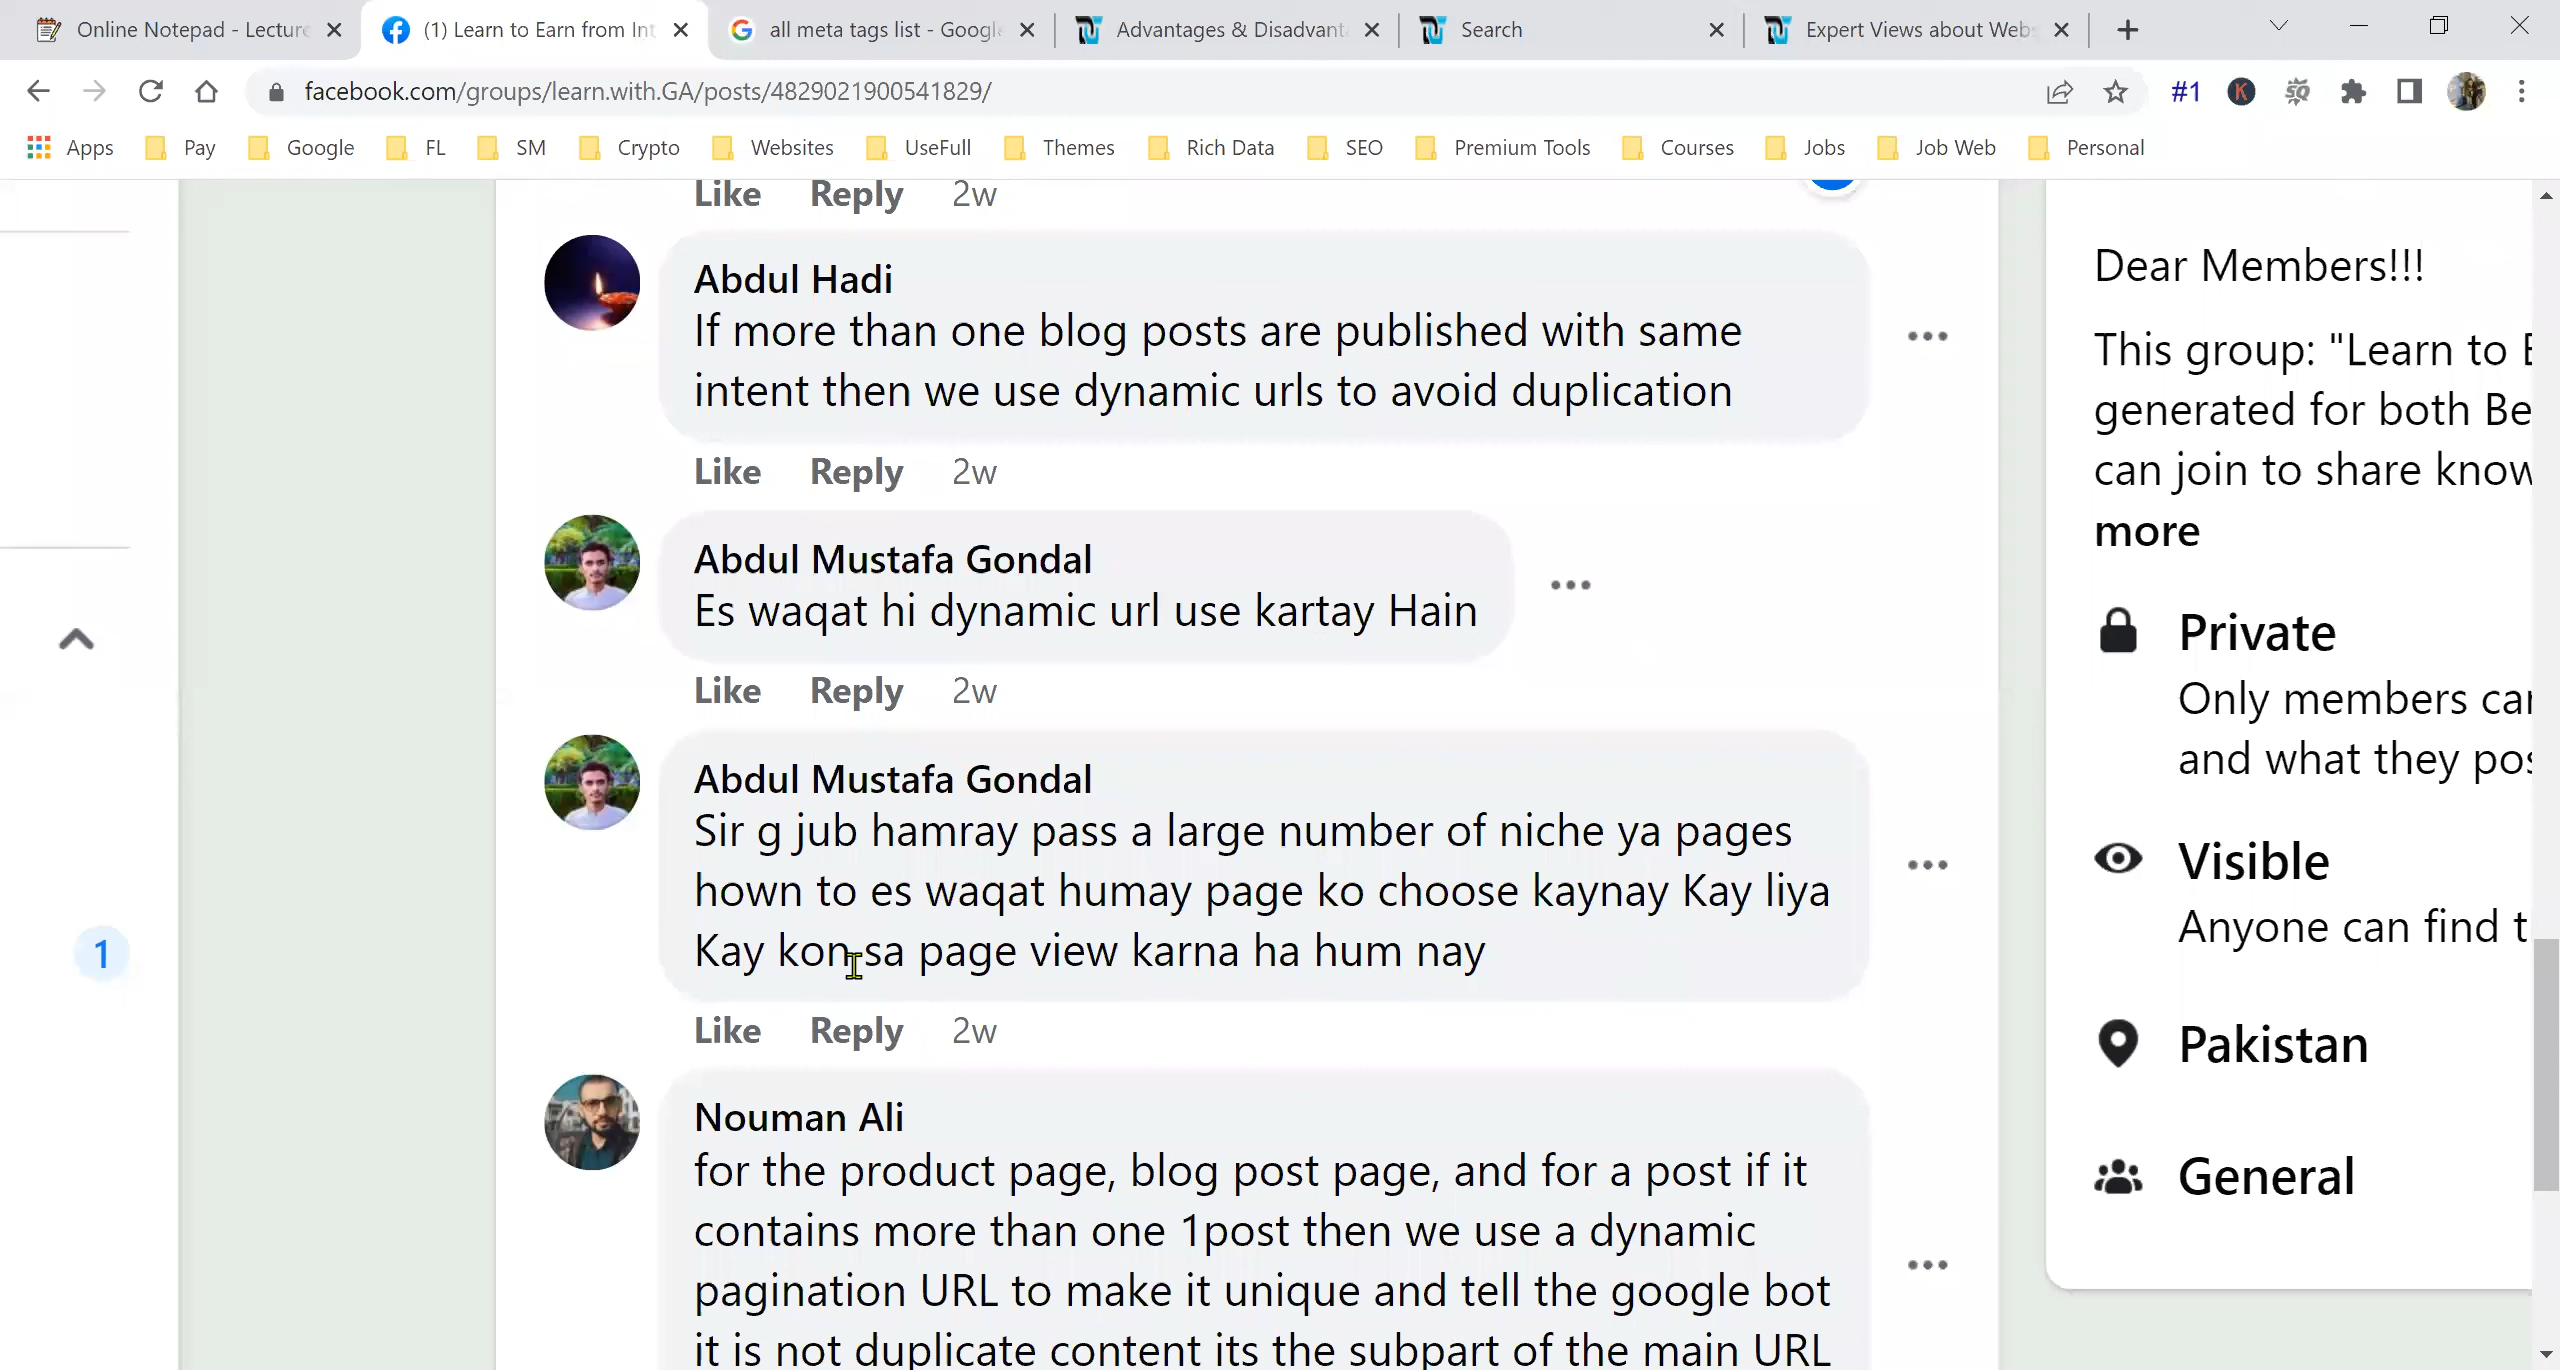 Online Notepad - Lecture
(1) Learn to Earn from Int
all meta tags list - Google
Advantages & Disadvanta
Search
Expert Views about Webs
facebook.com/groups/learn.with.GA/posts/4829021900541829/
#1
K
SQ
Apps
Pay
Google
FL
SM
Crypto
Websites
UseFull
Themes
Rich Data
SEO
Premium Tools
Courses
Jobs
Job Web
Personal
Like Reply 2w
Abdul Hadi
If more than one blog posts are published with same
intent then we use dynamic urls to avoid duplication
Like Reply 2w
Abdul Mustafa Gondal
Es waqat hi dynamic url use kartay Hain
Like Reply 2w
Abdul Mustafa Gondal
Sir g jub hamray pass a large number of niche ya pages
hown to es waqat humay page ko choose kaynay Kay liya
Kay kon sa page view karna ha hum nay
Like Reply 2w
Nouman Ali
for the product page, blog post page, and for a post if it
contains more than one 1post then we use a dynamic
pagination URL to make it unique and tell the google bot
it is not duplicate content its the subpart of the main URL
1
Dear Members!!!
This group: "Learn to E
generated for both Be
can join to share know
more
Private
Only members can
and what they pos
Visible
Anyone can find t
Pakistan
General